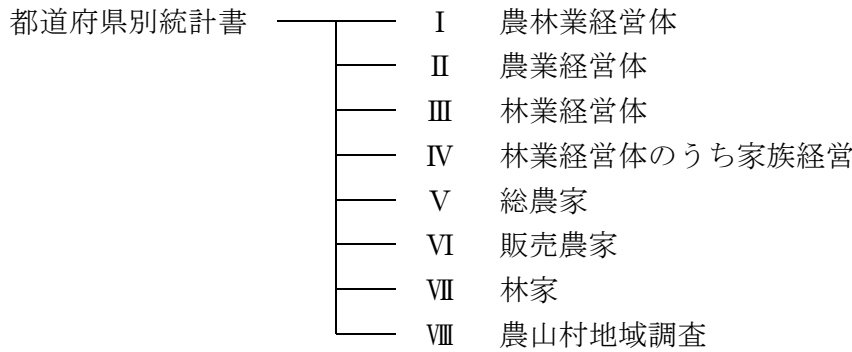 都道府県別統計書 Ⅰ 農林業経営体
Ⅱ 農業経営体
Ⅲ 林業経営体
Ⅳ 林業経営体のうち家族経営
Ⅴ 総農家
Ⅵ 販売農家
Ⅶ 林家
Ⅷ 農山村地域調査